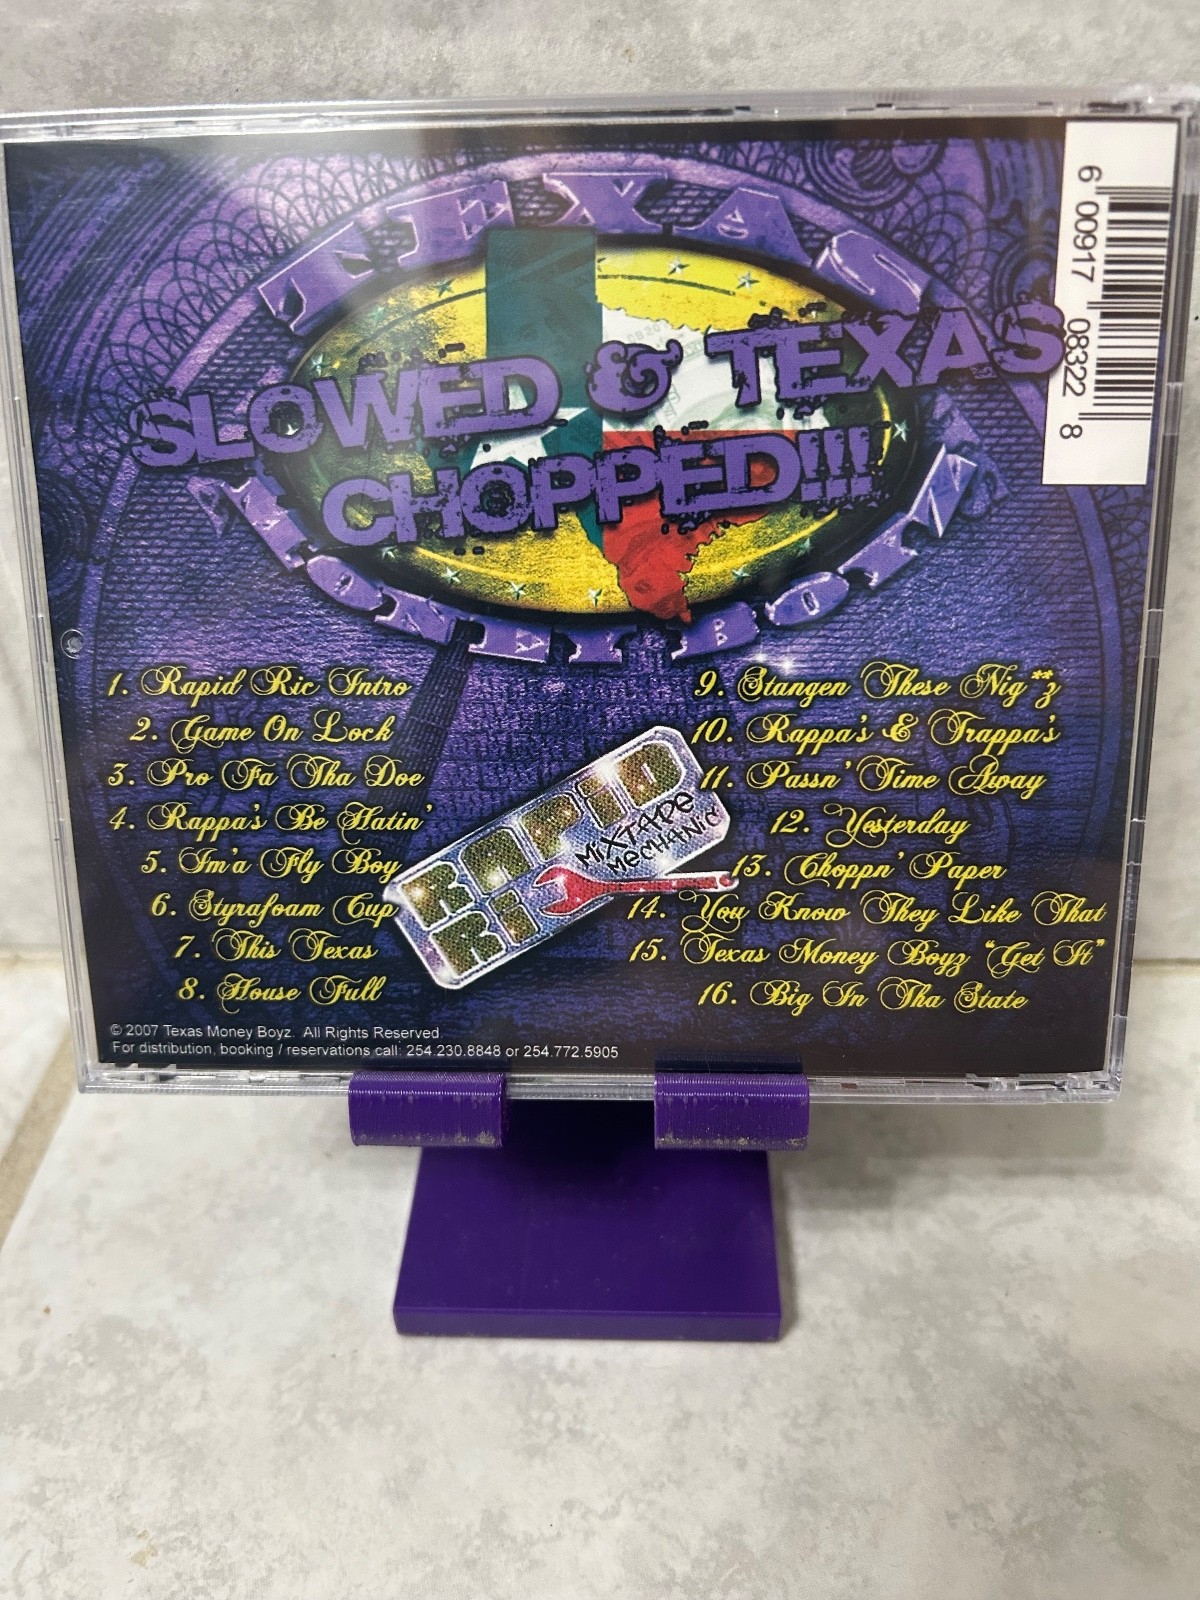 TEXAS
SLOWED & TEXAS
CHOPPED!!!
MONEY BOYZ
6 00917 08322 8
1. Rapid Ric Intro
2. Game On Lock
3. Pro Fa Tha Doe
4. Rappa's Be Hatin'
5. Im'a Fly Boy
6. Styrafoam Cup
7. This Texas
8. House Full
RAPID
RIC
MIXTAPE
MECHANIC
9. Stangen These Nig**z
10. Rappa's & Trappa's
11. Passn' Time Away
12. Yesterday
13. Choppn' Paper
14. You Know They Like That
15. Texas Money Boyz "Get It"
16. Big In Tha State
© 2007 Texas Money Boyz. All Rights Reserved.
For distribution, booking / reservations call: 254.230.8848 or 254.772.5905